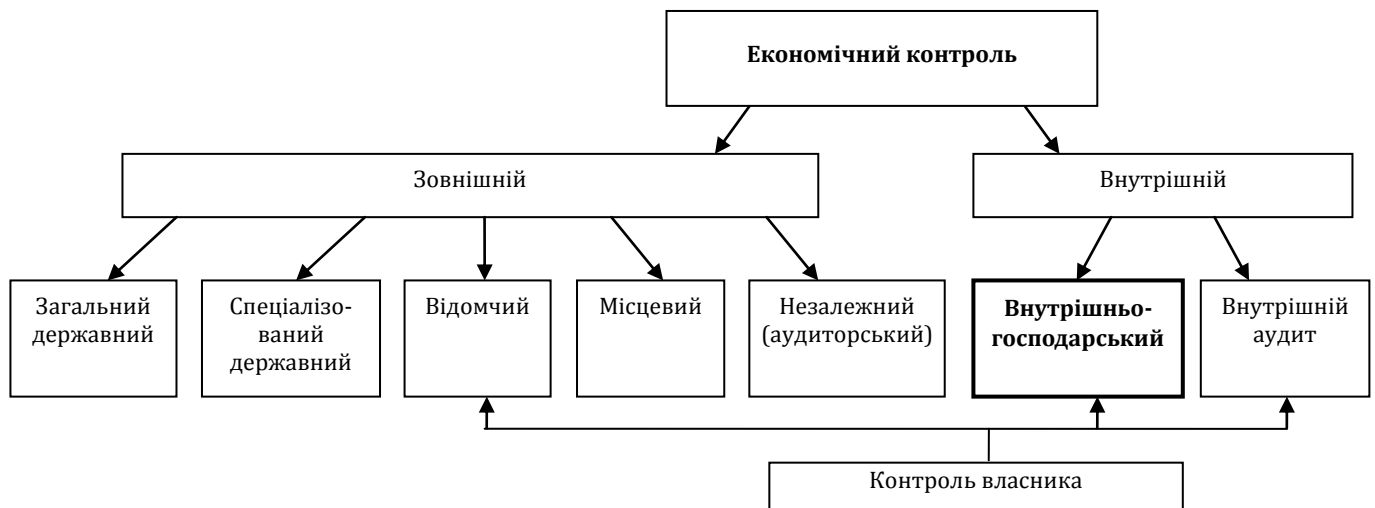 Економічний контроль
Зовнішній
Внутрішній
Загальний
державний
Спеціалізо-
ваний
державний
Відомчий
Місцевий
Незалежний
(аудиторський)
Внутрішньо-
господарський
Внутрішній
аудит
Контроль власника